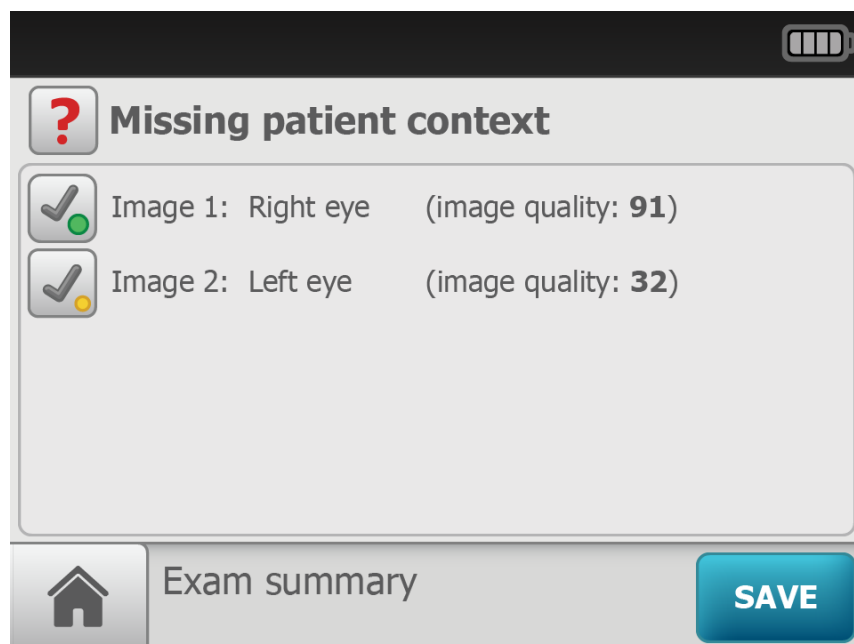 Missing patient context
Image 1: Right eye (image quality: 91)
Image 2: Left eye (image quality: 32)
Exam summary
SAVE